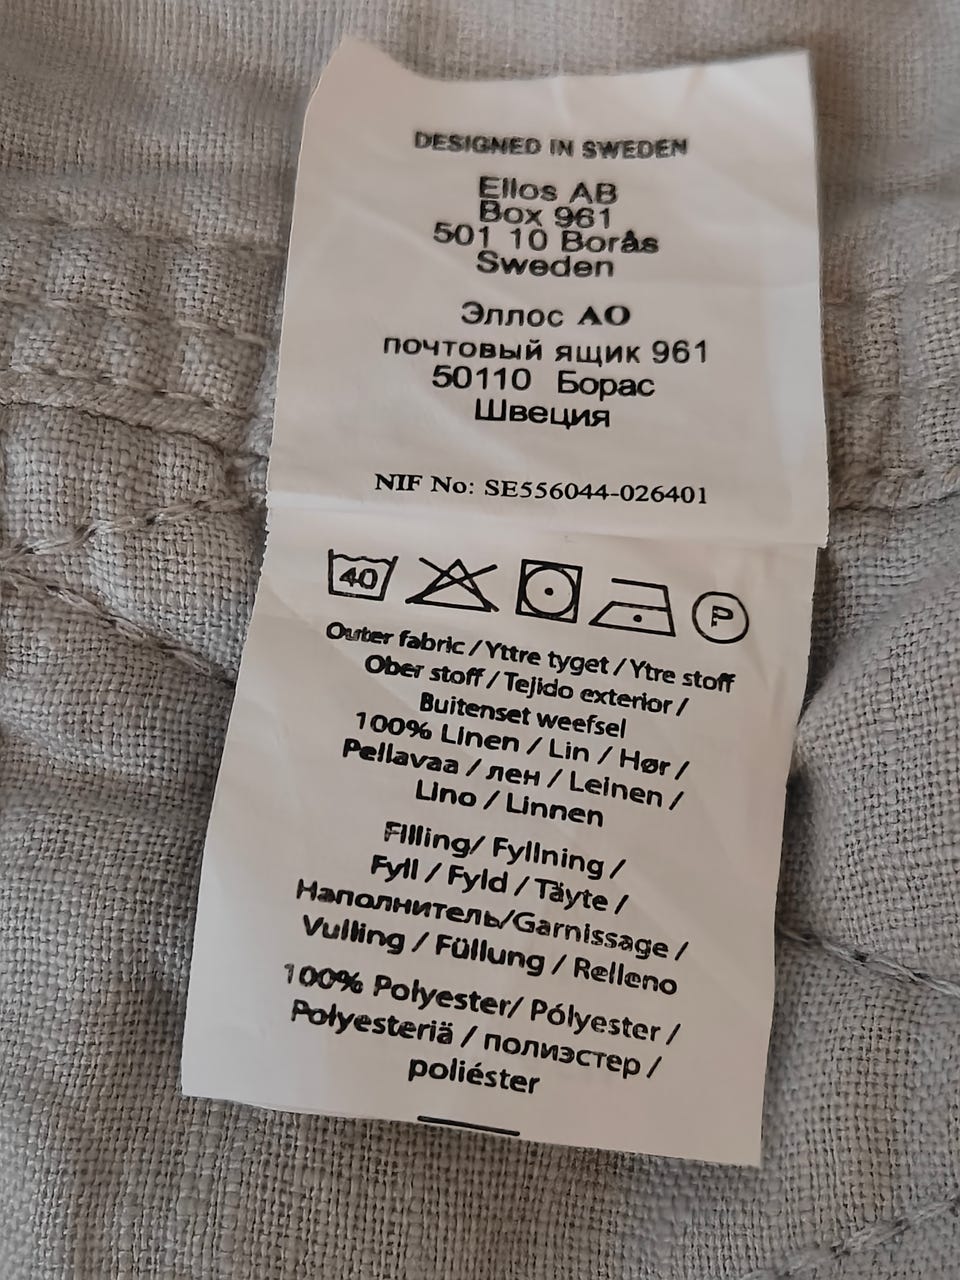 DESIGNED IN SWEDEN
Ellos AB
Box 961
501 10 Borås
Sweden
Эллос АО
почтовый ящик 961
50110 Борас
Швеция
NIF No: SE556044-026401
40
P
Outer fabric / Yttre tyget / Ytre stoff
Ober stoff / Tejido exterior /
Buitenset weefsel
100% Linen / Lin / Hør /
Pellavaa / лен / Leinen /
Lino / Linnen
Filling/ Fyllning /
Fyll / Fyld / Täyte /
Наполнитель/Garnissage /
Vulling / Füllung / Relleno
100% Polyester/ Pólyester /
Polyesteriä / полиэстер /
poliéster